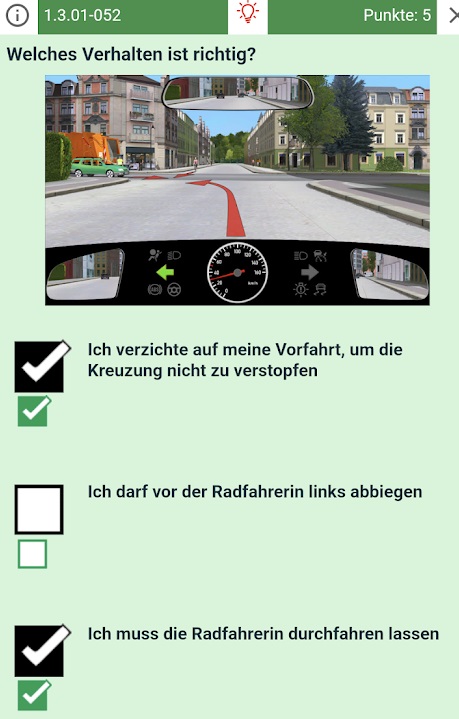 1.3.01-052
Punkte: 5
Welches Verhalten ist richtig?
Ich verzichte auf meine Vorfahrt, um die
Kreuzung nicht zu verstopfen
Ich darf vor der Radfahrerin links abbiegen
Ich muss die Radfahrerin durchfahren lassen